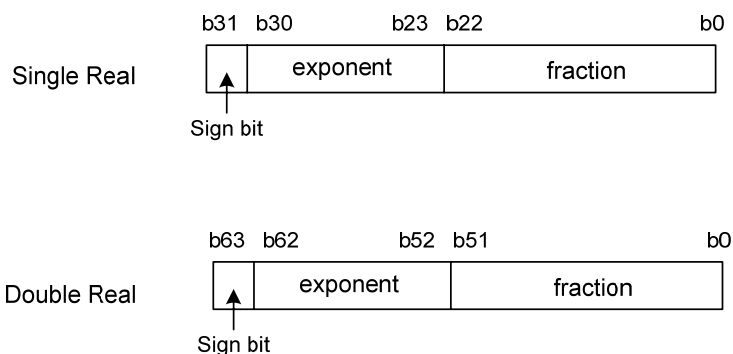 b31 b30 b23 b22 b0
Single Real exponent fraction
Sign bit
b63 b62 b52 b51 b0
Double Real exponent fraction
Sign bit